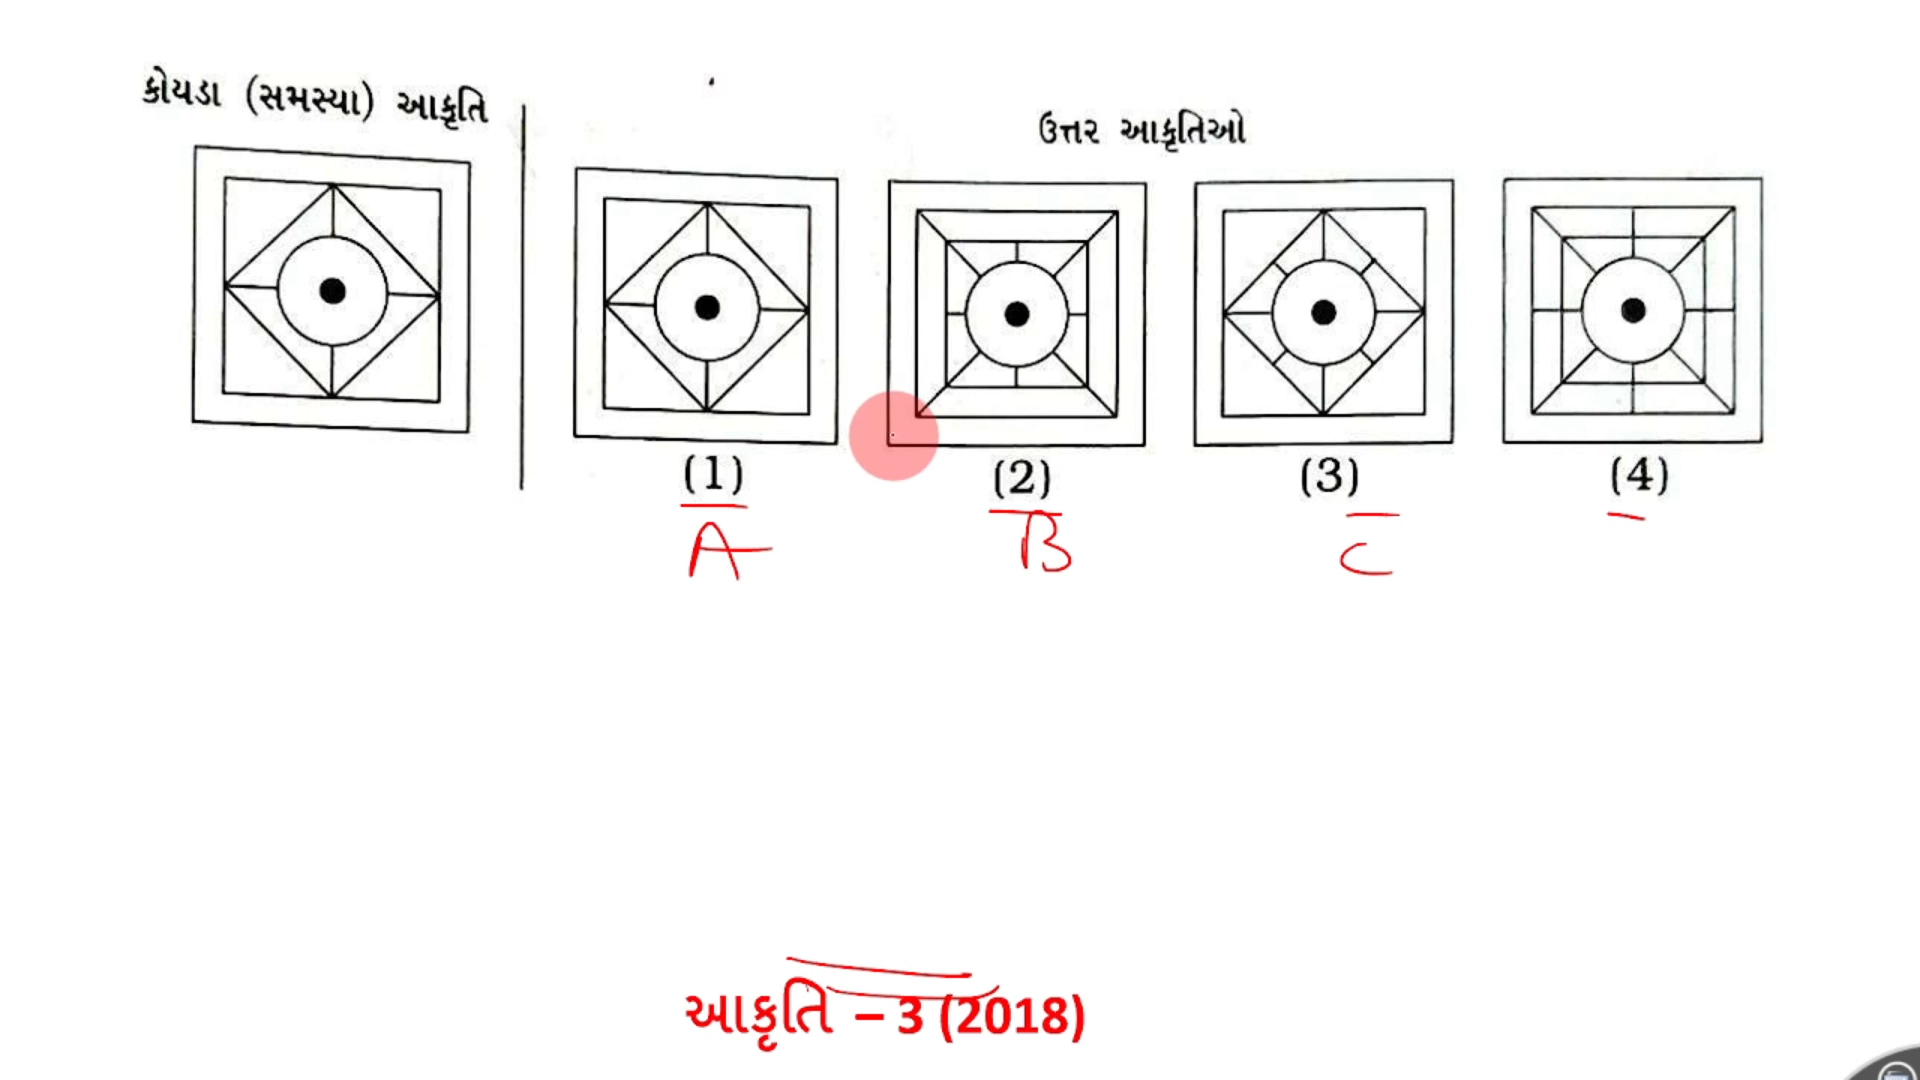 કોયડા (સમસ્યા) આકૃતિ
ઉત્તર આકૃતિઓ
(1) (2) (3) (4)
A B C
આકૃતિ – 3 (2018)